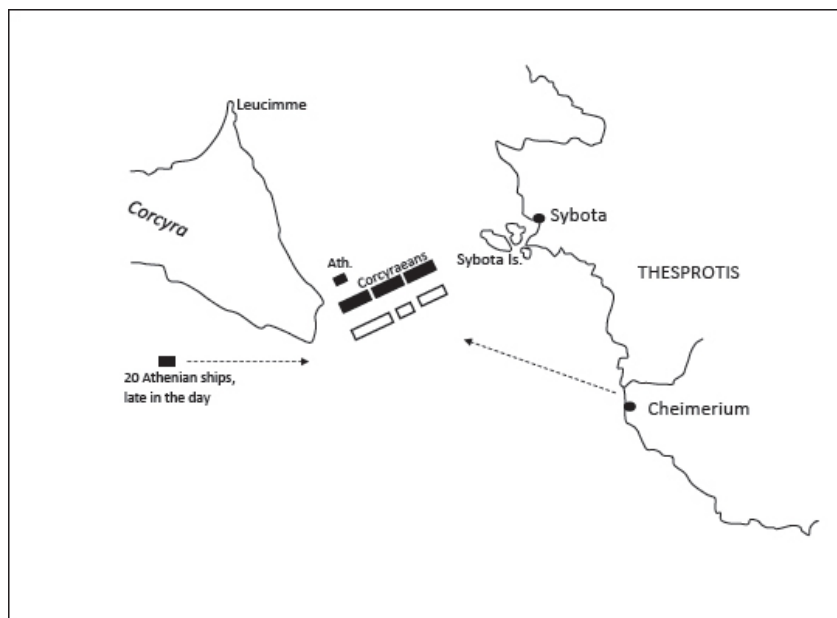 Leucimme
Corcyra
Sybota
Ath.
Corcyraeans
Sybota Is.
THESPROTIS
20 Athenian ships,
late in the day
Cheimerium